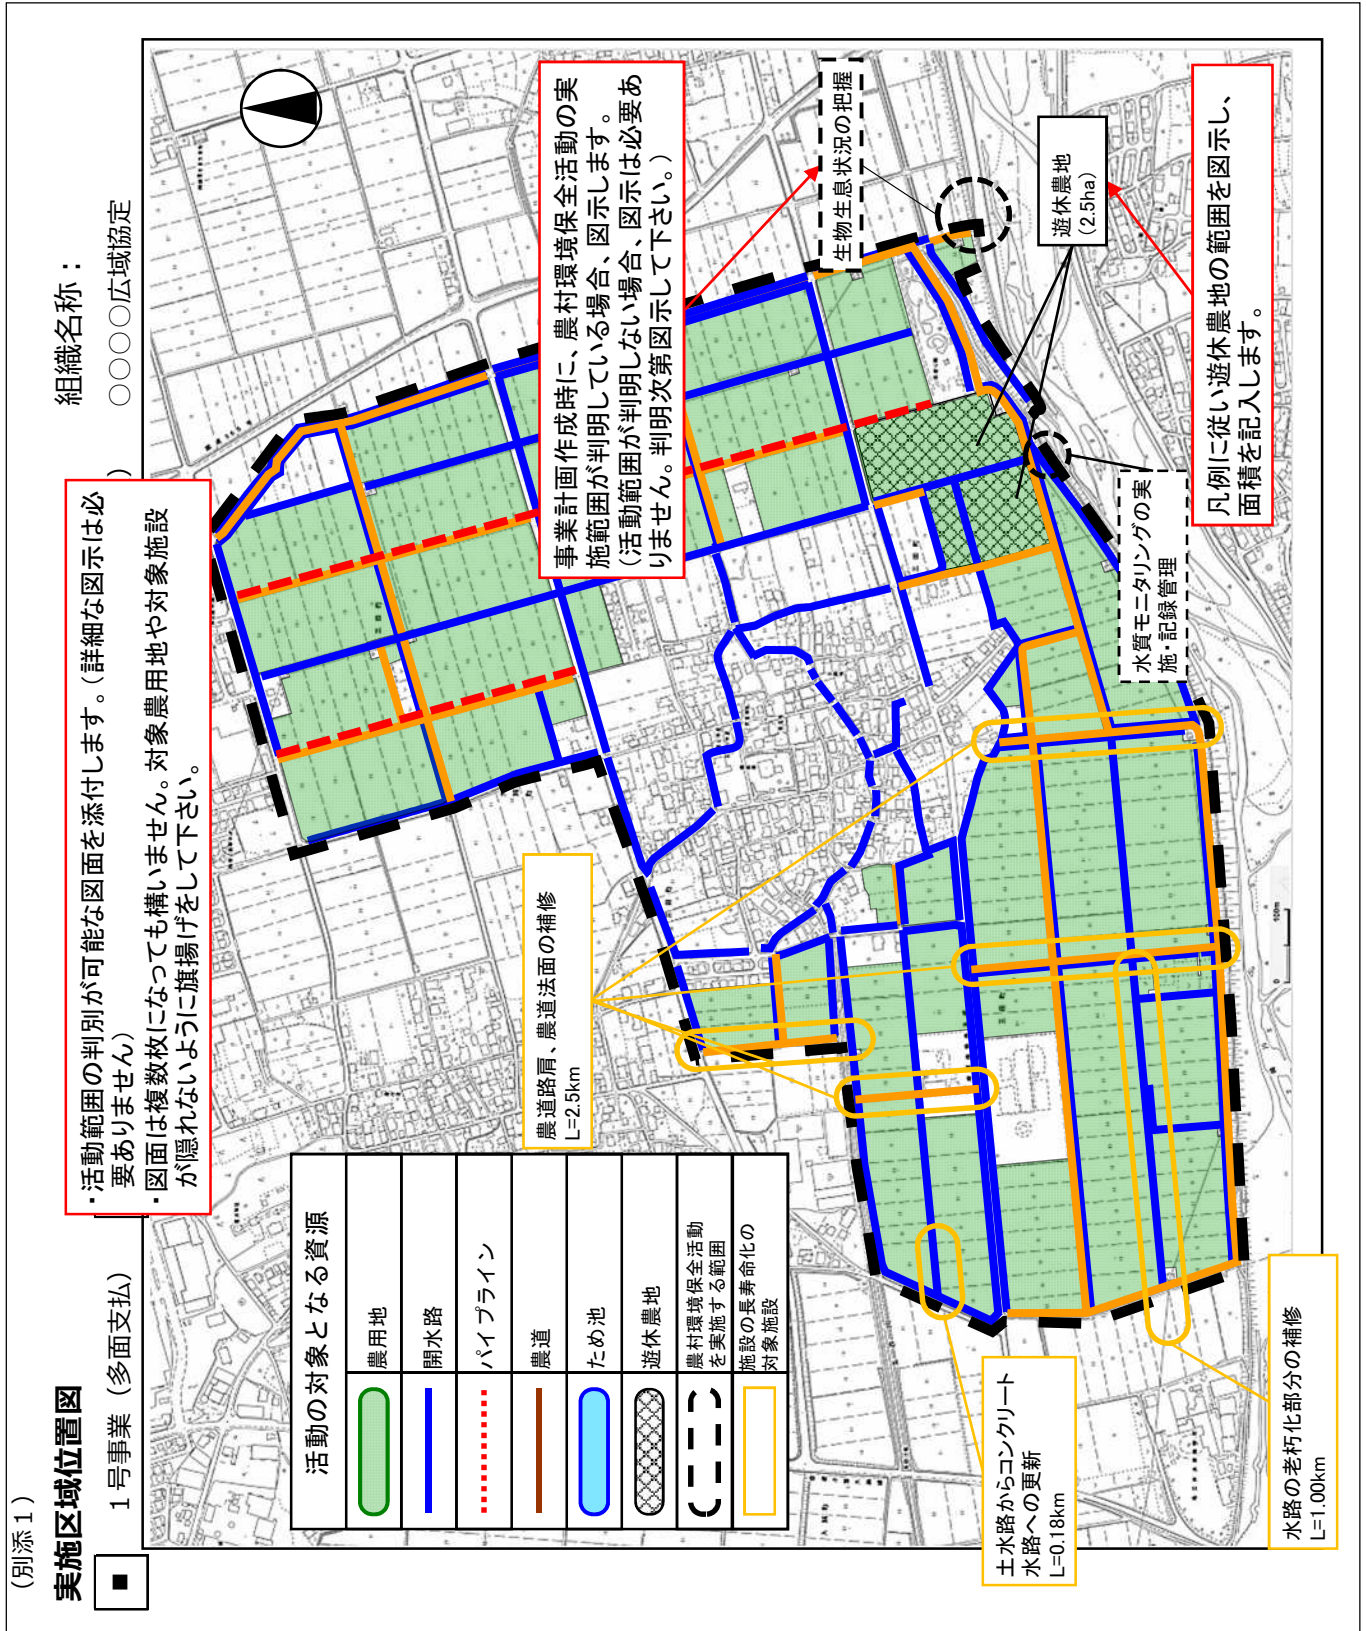 （別添１）
実施区域位置図
■
１号事業（多面支払）
組織名称：
）
○○○○広域協定
・活動範囲の判別が可能な図面を添付します。（詳細な図示は必
要ありません）
・図面は複数枚になっても構いません。対象農用地や対象施設
が隠れないように旗揚げをして下さい。
事業計画作成時に、農村環境保全活動の実
施範囲が判明している場合、図示します。
（活動範囲が判明しない場合、図示は必要あ
りません。判明次第図示して下さい。）
生物生息状況の把握
遊休農地
（2.5ha）
凡例に従い遊休農地の範囲を図示し、
面積を記入します。
水質モニタリングの実
施・記録管理
農道路肩、農道法面の補修
L=2.5km
活動の対象となる資源
農用地
開水路
パイプライン
農道
ため池
遊休農地
農村環境保全活動
を実施する範囲
施設の長寿命化の
対象施設
土水路からコンクリート
水路への更新
L=0.18km
水路の老朽化部分の補修
L=1.00km
0
100m